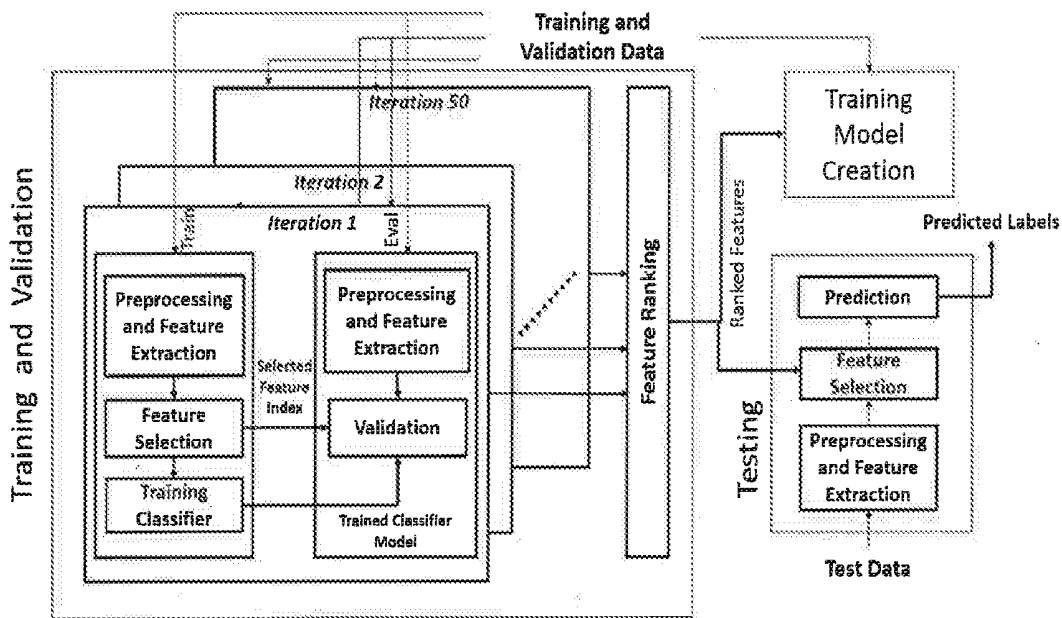 Training and
Validation Data
Training and Validation
Iteration 50
Iteration 2
Iteration 1
Train
Eval
Preprocessing
and Feature
Extraction
Feature
Selection
Training
Classifier
Selected
Feature
Index
Preprocessing
and Feature
Extraction
Validation
Trained Classifier
Model
Feature Ranking
Ranked Features
Training
Model
Creation
Predicted Labels
Testing
Prediction
Feature
Selection
Preprocessing
and Feature
Extraction
Test Data